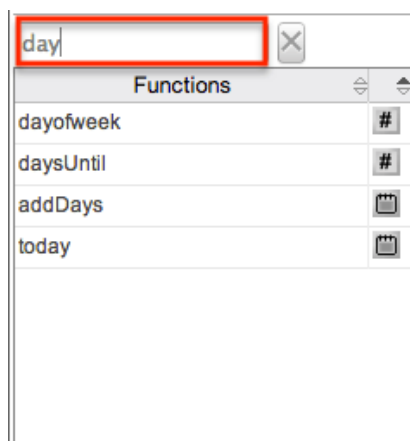 day
Functions
dayofweek #
daysUntil #
addDays
today